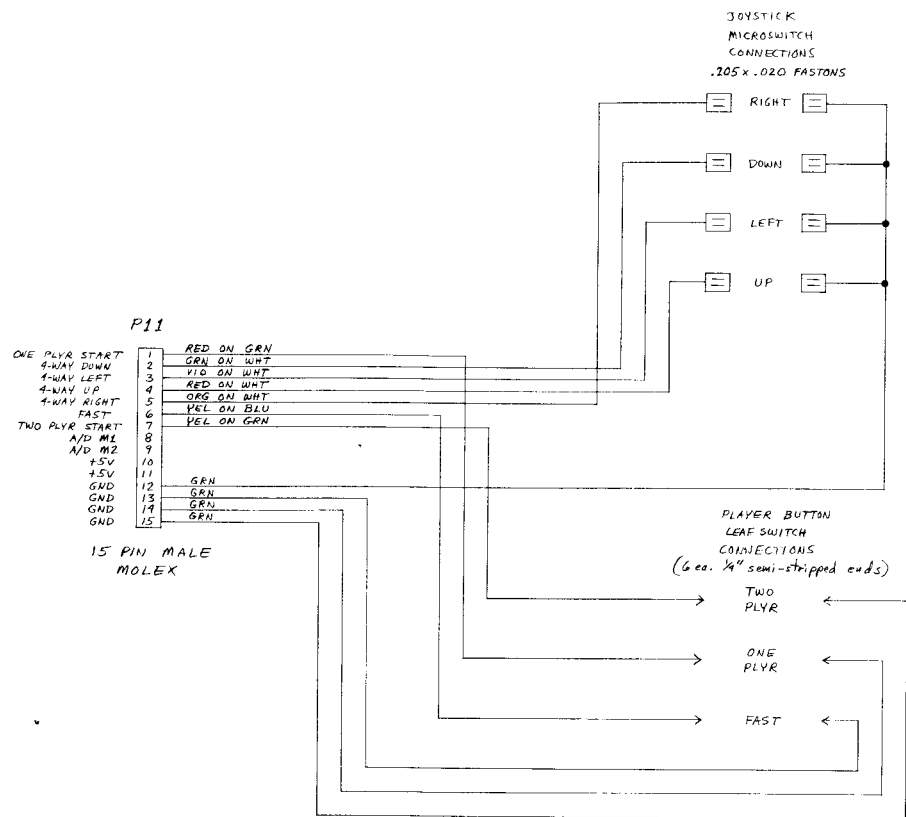 JOYSTICK
MICROSWITCH
CONNECTIONS
.205 x .020 FASTONS
RIGHT
DOWN
LEFT
UP
P11
ONE PLYR START 1 RED ON GRN
4-WAY DOWN 2 GRN ON WHT
4-WAY LEFT 3 VIO ON WHT
4-WAY UP 4 RED ON WHT
4-WAY RIGHT 5 ORG ON WHT
FAST 6 YEL ON BLU
TWO PLYR START 7 YEL ON GRN
A/D M1 8
A/D M2 9
+5V 10
+5V 11
GND 12 GRN
GND 13 GRN
GND 14 GRN
GND 15 GRN
15 PIN MALE
MOLEX
PLAYER BUTTON
LEAF SWITCH
CONNECTIONS
(6 ea. 1/4" semi-stripped ends)
TWO
PLYR
ONE
PLYR
FAST